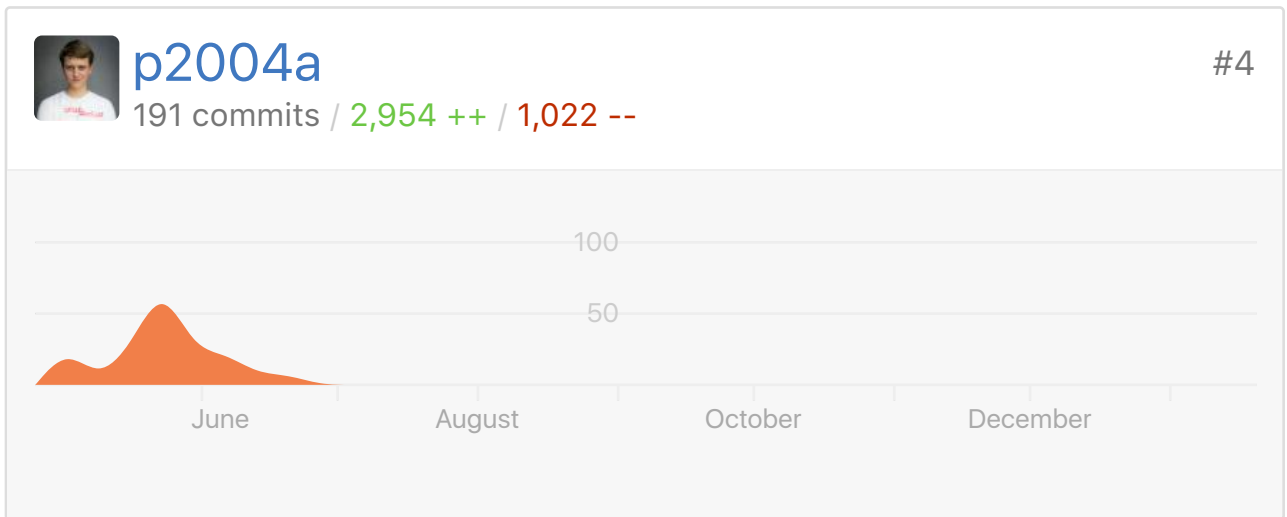 p2004a
#4
191 commits / 2,954 ++ / 1,022 --
100
50
June August October December